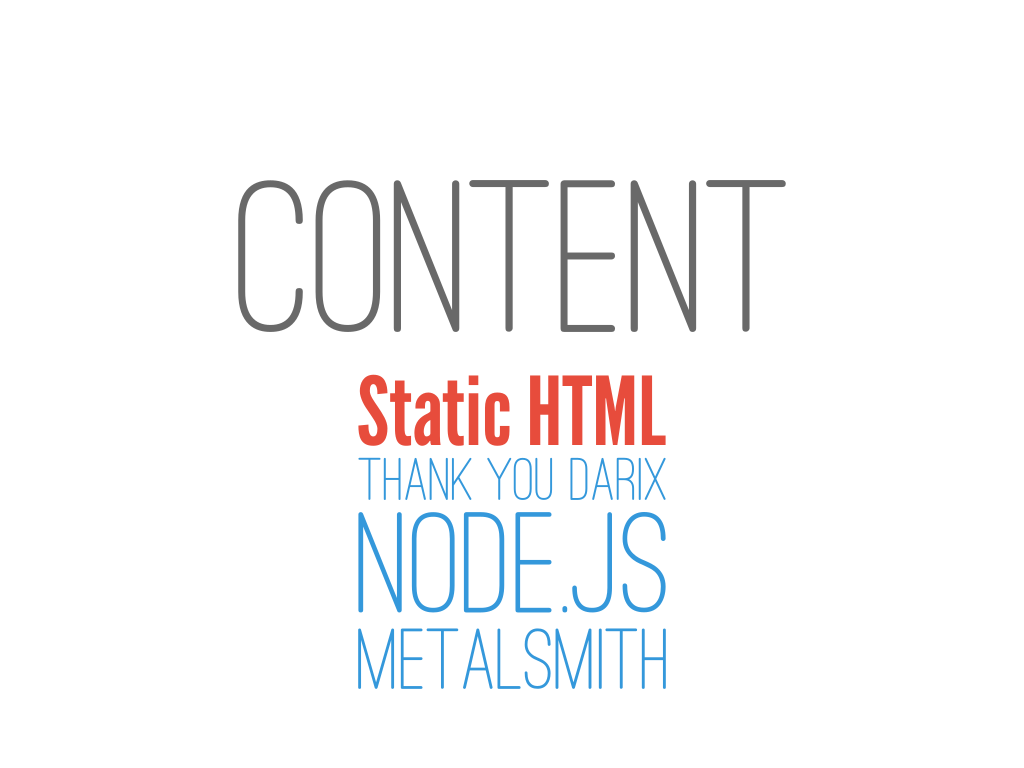 CONTENT
Static HTML
THANK YOU DARIX
NODE.JS
METALSMITH